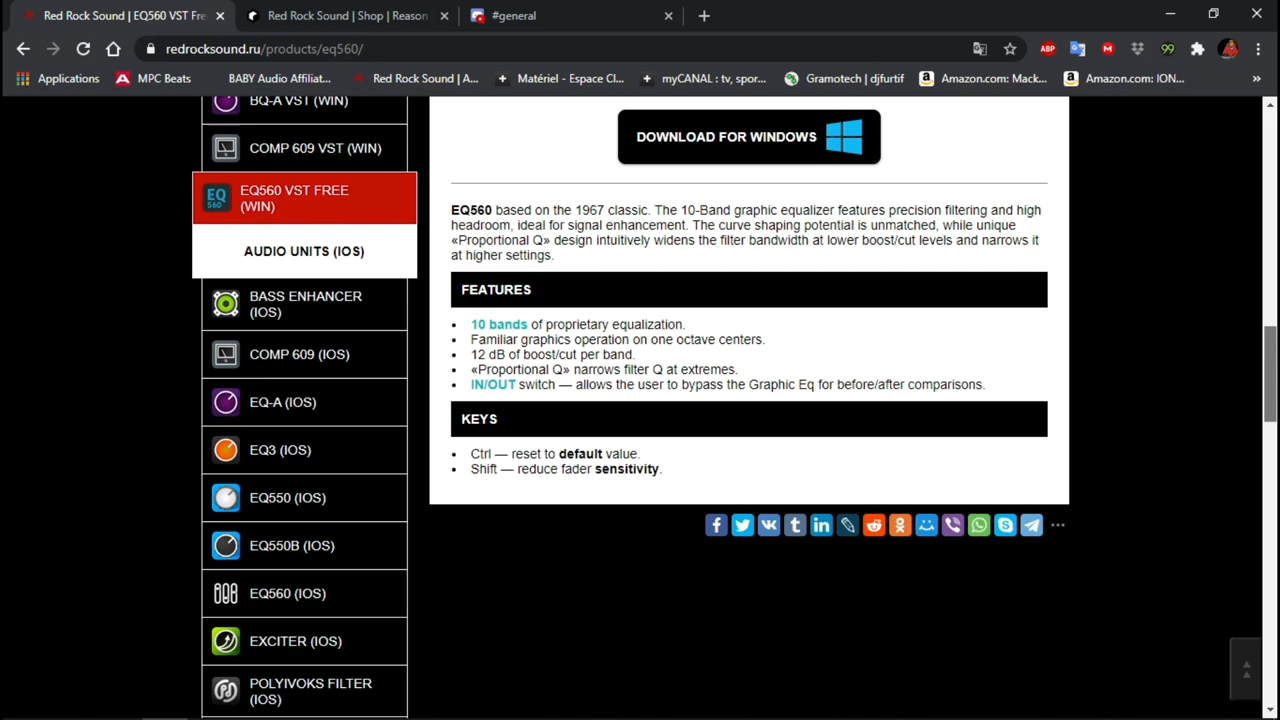 Red Rock Sound | EQ560 VST Fre
Red Rock Sound | Shop | Reason
#general
redrocksound.ru/products/eq560/
ABP
99
Applications
MPC Beats
BABY Audio Affiliat...
Red Rock Sound | A...
Matériel - Espace Cl...
myCANAL : tv, spor...
Gramotech | djfurtif
Amazon.com: Mack...
Amazon.com: ION...
BQ-A VST (WIN)
COMP 609 VST (WIN)
EQ
560
EQ560 VST FREE
(WIN)
AUDIO UNITS (IOS)
BASS ENHANCER
(IOS)
COMP 609 (IOS)
EQ-A (IOS)
EQ3 (IOS)
EQ550 (IOS)
EQ550B (IOS)
EQ560 (IOS)
EXCITER (IOS)
POLYIVOKS FILTER
(IOS)
DOWNLOAD FOR WINDOWS
EQ560 based on the 1967 classic. The 10-Band graphic equalizer features precision filtering and high
headroom, ideal for signal enhancement. The curve shaping potential is unmatched, while unique
«Proportional Q» design intuitively widens the filter bandwidth at lower boost/cut levels and narrows it
at higher settings.
FEATURES
• 10 bands of proprietary equalization.
• Familiar graphics operation on one octave centers.
• 12 dB of boost/cut per band.
• «Proportional Q» narrows filter Q at extremes.
• IN/OUT switch — allows the user to bypass the Graphic Eq for before/after comparisons.
KEYS
• Ctrl — reset to default value.
• Shift — reduce fader sensitivity.